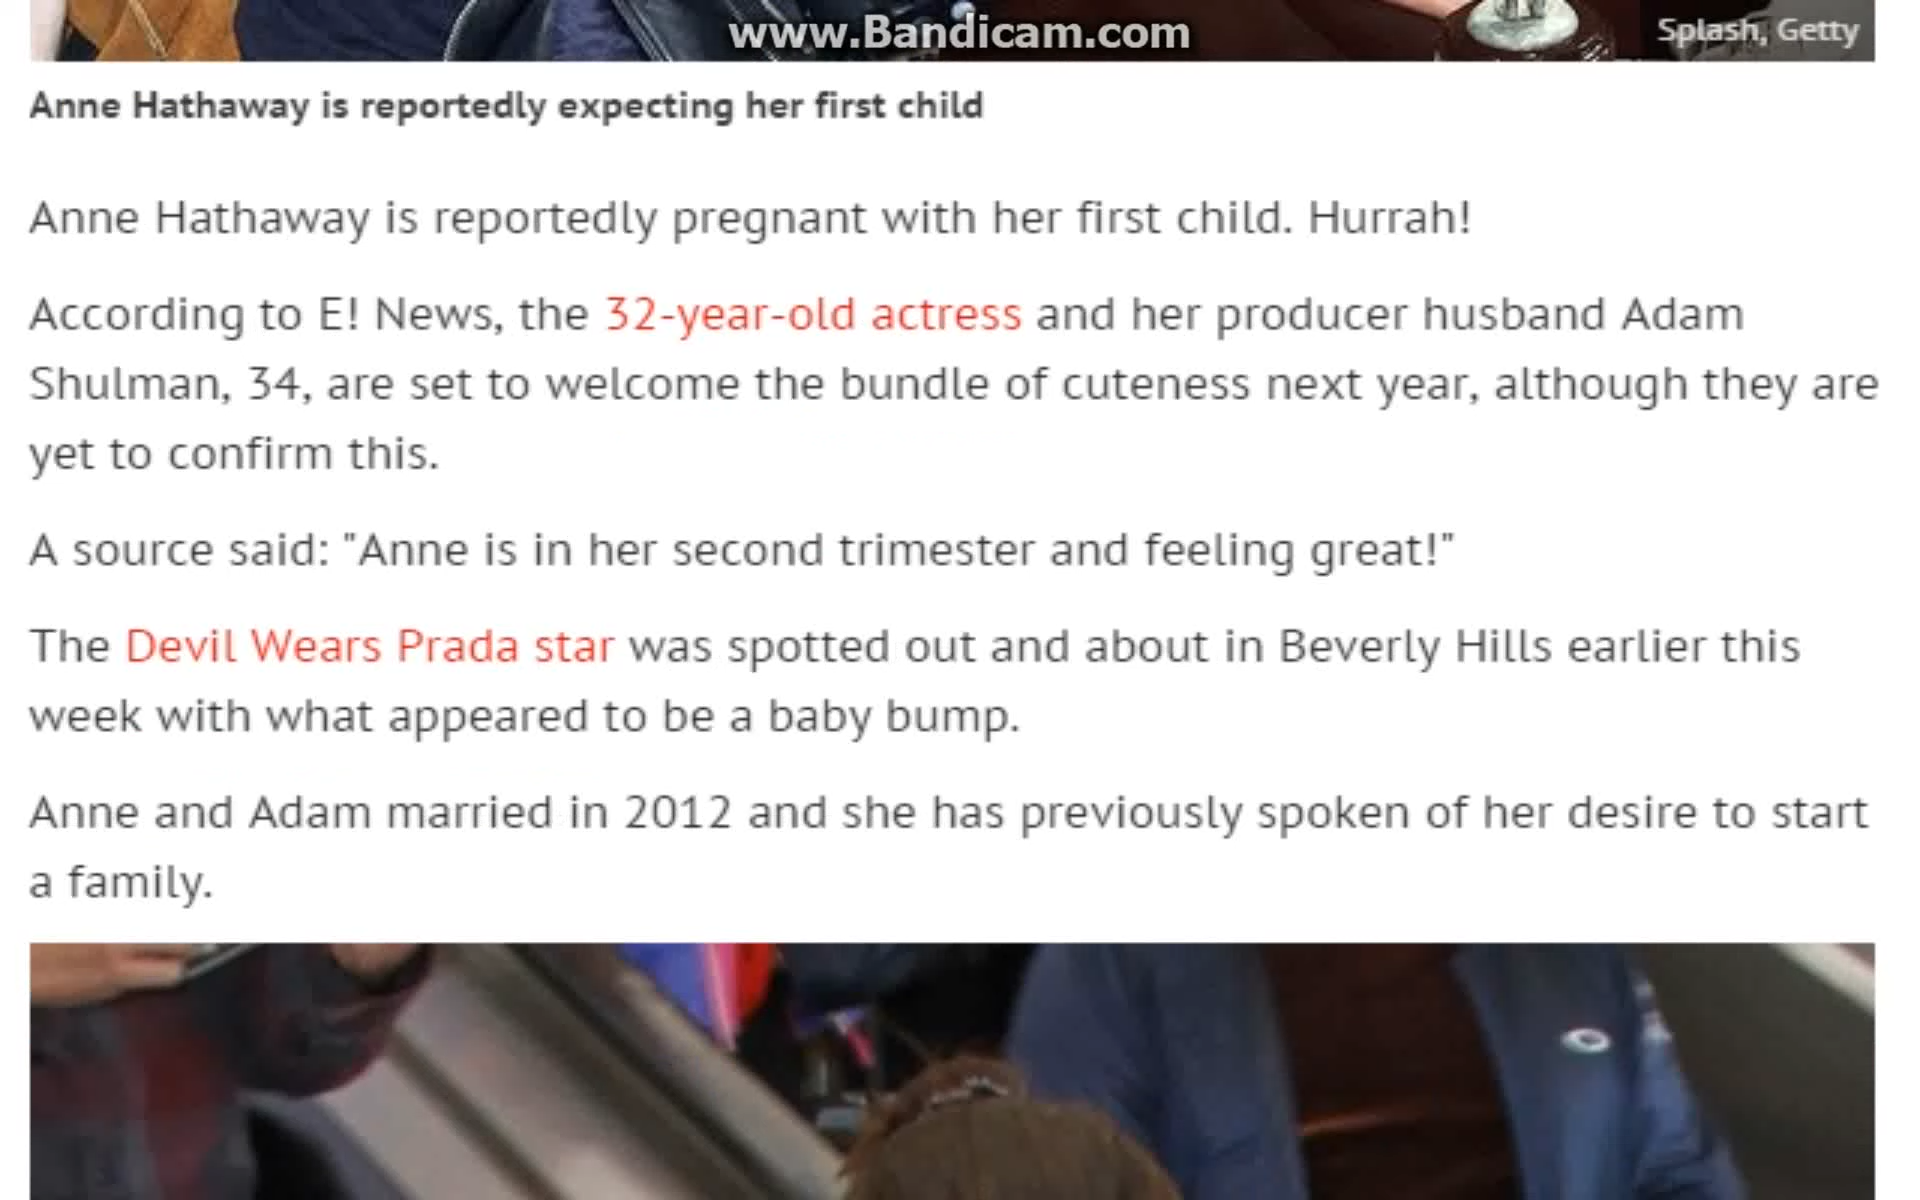 www.Bandicam.com
Splash, Getty
Anne Hathaway is reportedly expecting her first child
Anne Hathaway is reportedly pregnant with her first child. Hurrah!
According to E! News, the 32-year-old actress and her producer husband Adam
Shulman, 34, are set to welcome the bundle of cuteness next year, although they are
yet to confirm this.
A source said: "Anne is in her second trimester and feeling great!"
The Devil Wears Prada star was spotted out and about in Beverly Hills earlier this
week with what appeared to be a baby bump.
Anne and Adam married in 2012 and she has previously spoken of her desire to start
a family.